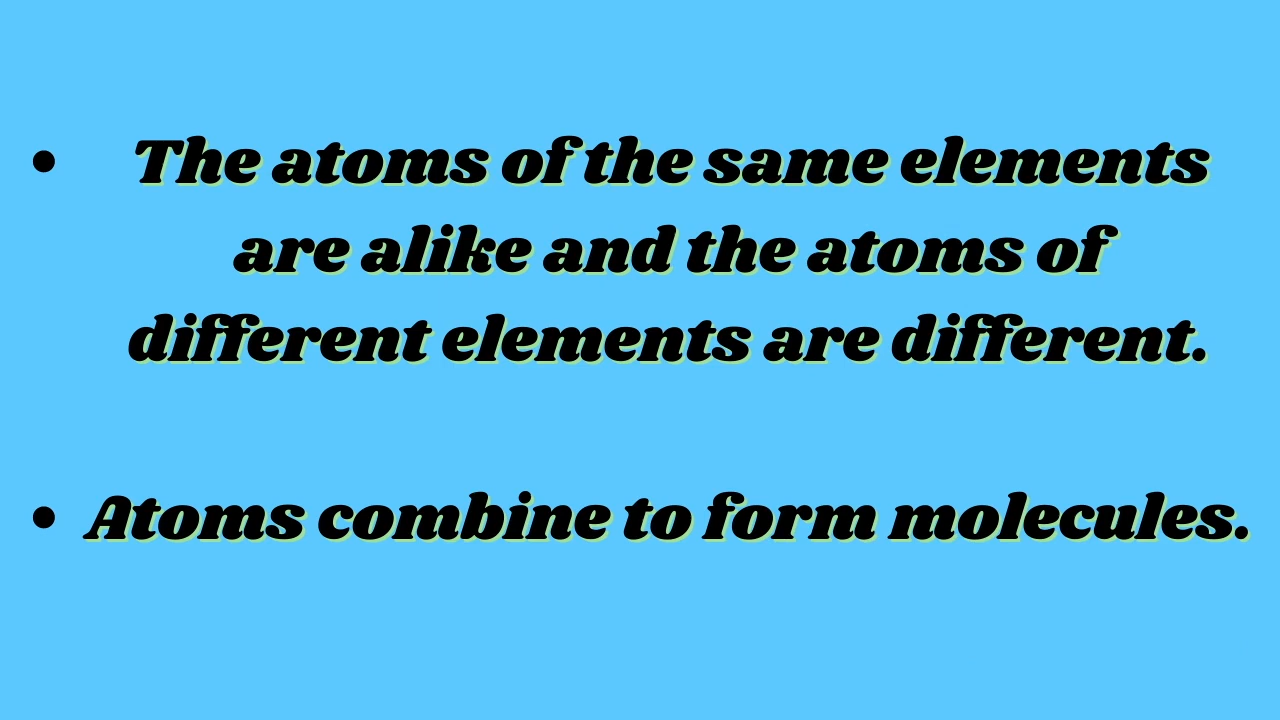 • The atoms of the same elements
are alike and the atoms of
different elements are different.
• Atoms combine to form molecules.